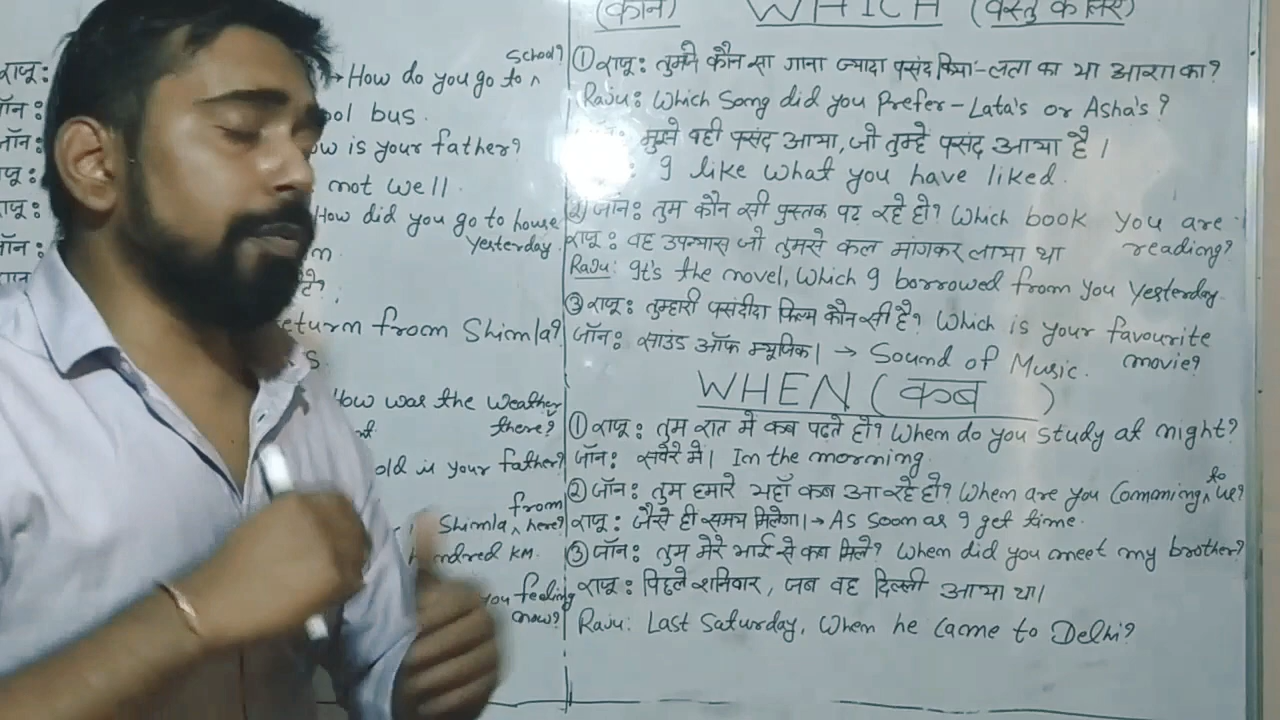 राजू:
school?
→ How do you go to ^
जॉन :
ool bus.
जॉन:
ow is your father?
not well.
How did you go to house
yesterday
जॉन:
eturn from Shimla?
How was the weather
there?
old is your father?
from
Shimla ^ here?
hundred KM.
you feeling
now?
(कौन) WHICH (वस्तु के लिए)
① राजू: तुमने कौन सा गाना ज्यादा पसंद किया - लता का या आशा का?
Raju: Which Song did you Prefer - Lata's or Asha's?
मुझे वही पसंद आया, जो तुम्हे पसंद आया है।
: I like what you have liked.
② जॉन: तुम कौन सी पुस्तक पढ़ रहे हो? Which book you are
reading?
राजू: वह उपन्यास जो तुमसे कल मांगकर लाया था
Raju: It's the novel, which I borrowed from you Yesterday.
③ राजू: तुम्हारी पसंदीदा फिल्म कौन सी है? Which is your favourite
movie?
जॉन: साउंड ऑफ म्यूजिक। → Sound of Music.
WHEN (कब )
① राजू: तुम रात में कब पढ़ते हो? When do you study at night?
जॉन: सवेरे में। In the morning.
② जॉन: तुम हमारे यहाँ कब आ रहे हो? When are you Comming ^ to us?
राजू: जैसे ही समय मिलेगा। → As soon as I get time.
③ जॉन: तुम मेरे भाई से कब मिले? When did you meet my brother?
राजू: पिछले शनिवार, जब वह दिल्ली आया था।
Raju: Last Saturday, When he Came to Delhi?